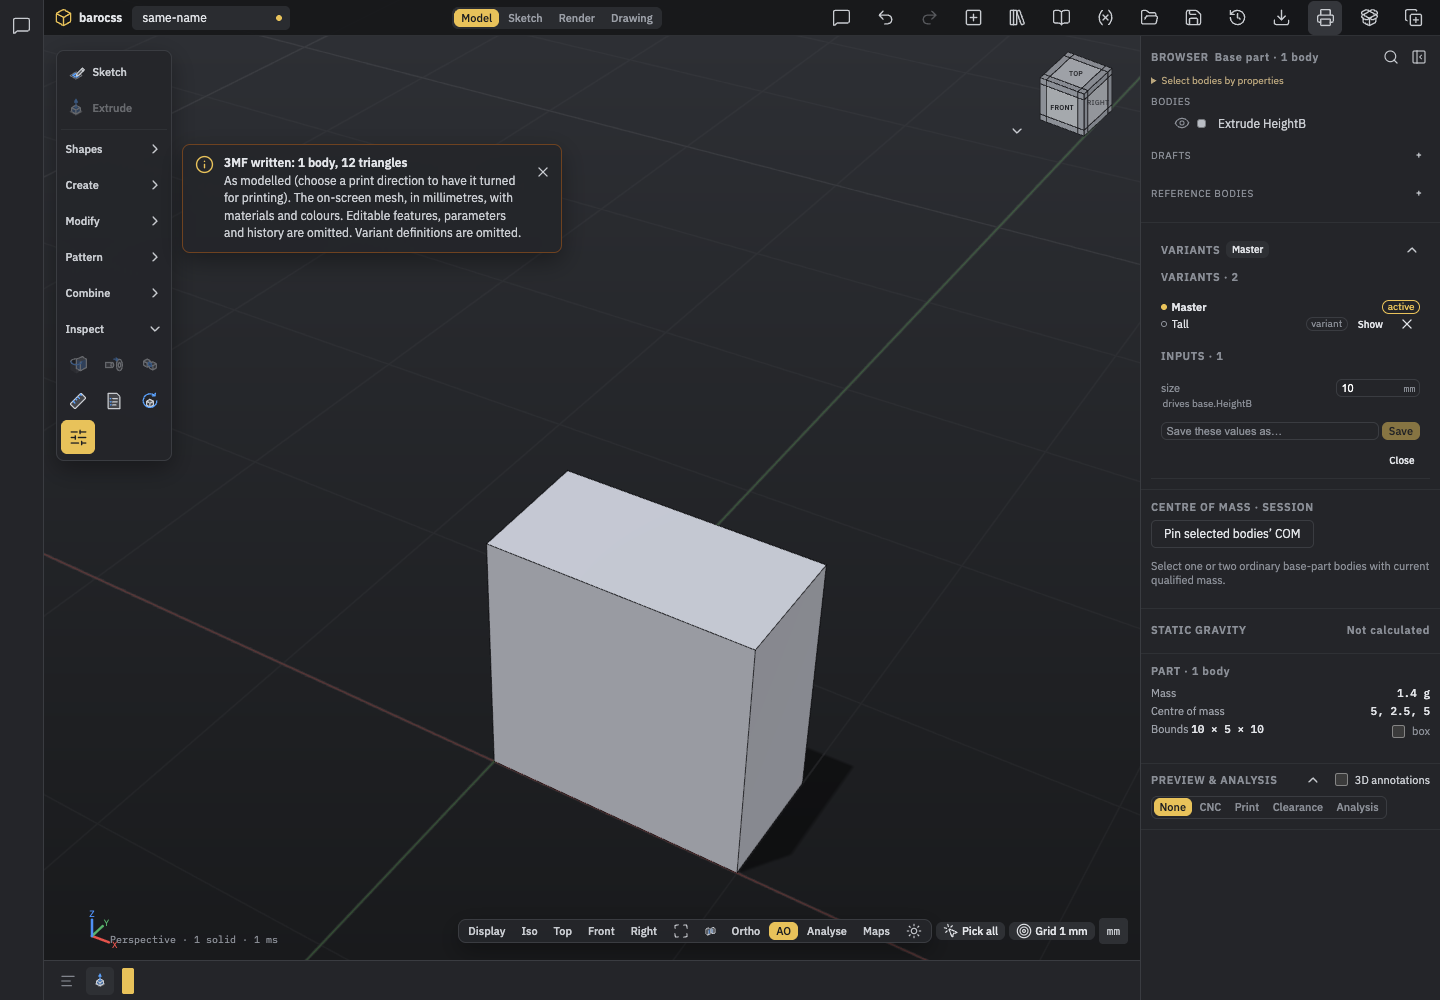 barocss
same-name
Model Sketch Render Drawing
Sketch
Extrude
Shapes
Create
Modify
Pattern
Combine
Inspect
3MF written: 1 body, 12 triangles
As modelled (choose a print direction to have it turned
for printing). The on-screen mesh, in millimetres, with
materials and colours. Editable features, parameters
and history are omitted. Variant definitions are omitted.
TOP
FRONT
RIGHT
BROWSER Base part · 1 body
Select bodies by properties
BODIES
Extrude HeightB
DRAFTS +
REFERENCE BODIES +
VARIANTS Master
VARIANTS · 2
Master active
Tall variant Show
INPUTS · 1
size 10 mm
drives base.HeightB
Save these values as… Save
Close
CENTRE OF MASS · SESSION
Pin selected bodies’ COM
Select one or two ordinary base-part bodies with current
qualified mass.
STATIC GRAVITY Not calculated
PART · 1 body
Mass 1.4 g
Centre of mass 5, 2.5, 5
Bounds 10 × 5 × 10 box
PREVIEW & ANALYSIS 3D annotations
None CNC Print Clearance Analysis
Z
Y
X
Perspective · 1 solid · 1 ms
Display Iso Top Front Right Ortho AO Analyse Maps Pick all Grid 1 mm mm